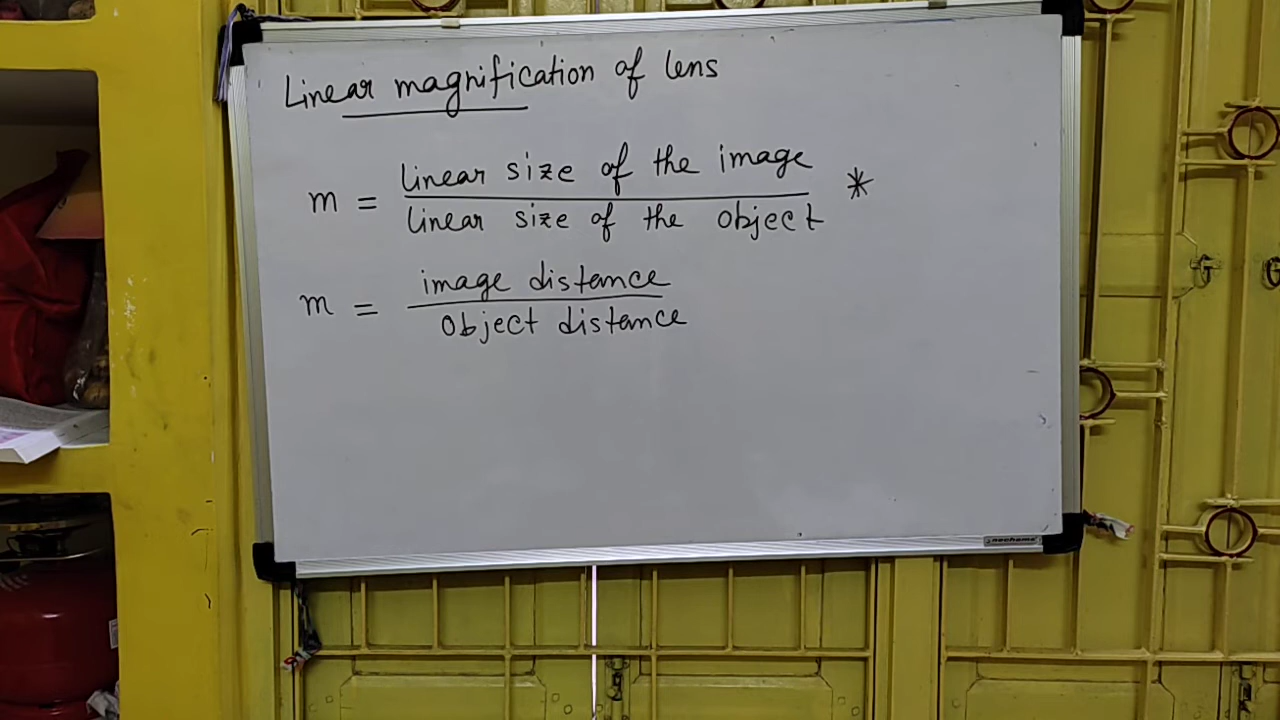 Linear magnification of lens
m = linear size of the image / linear size of the object *
m = image distance / object distance